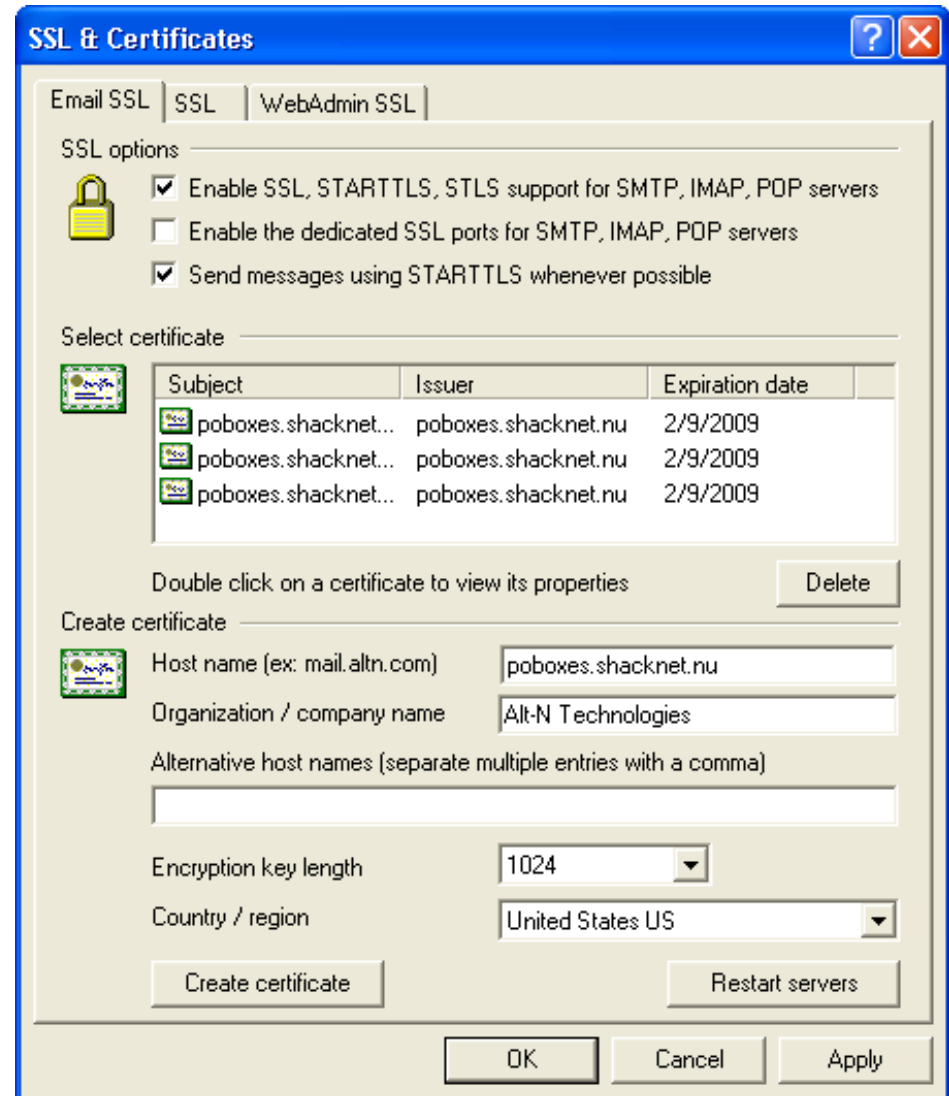 SSL & Certificates
Email SSL SSL WebAdmin SSL
SSL options
Enable SSL, STARTTLS, STLS support for SMTP, IMAP, POP servers
Enable the dedicated SSL ports for SMTP, IMAP, POP servers
Send messages using STARTTLS whenever possible
Select certificate
Subject Issuer Expiration date
poboxes.shacknet... poboxes.shacknet.nu 2/9/2009
poboxes.shacknet... poboxes.shacknet.nu 2/9/2009
poboxes.shacknet... poboxes.shacknet.nu 2/9/2009
Double click on a certificate to view its properties Delete
Create certificate
Host name (ex: mail.altn.com) poboxes.shacknet.nu
Organization / company name Alt-N Technologies
Alternative host names (separate multiple entries with a comma)
Encryption key length 1024
Country / region United States US
Create certificate Restart servers
OK Cancel Apply